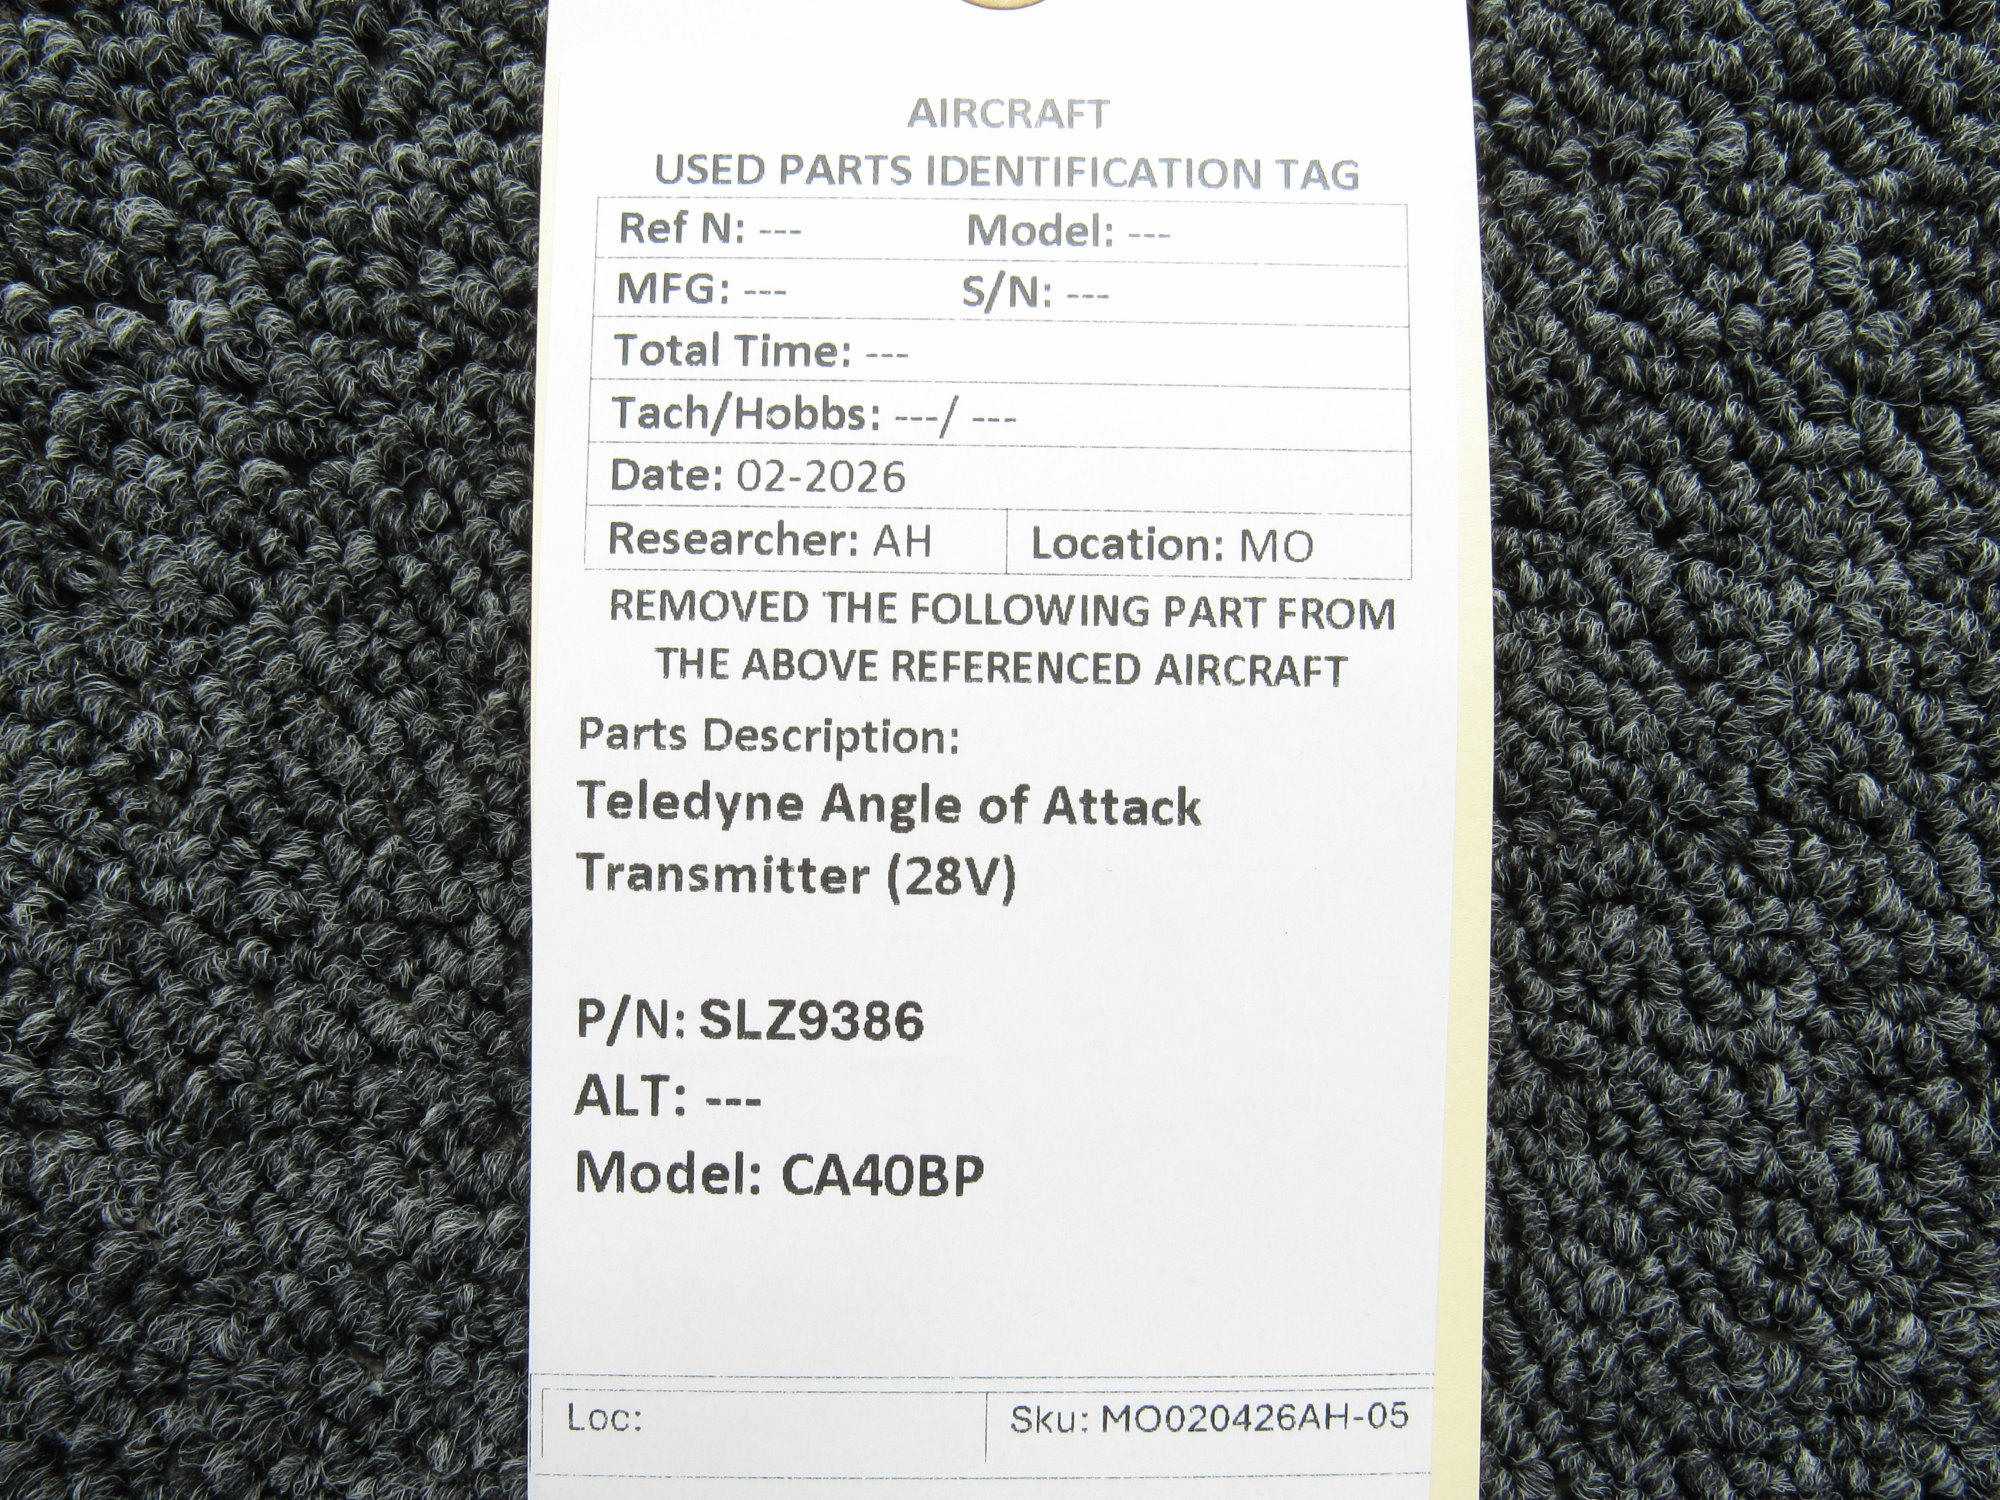 AIRCRAFT
USED PARTS IDENTIFICATION TAG
Ref N: --- Model: ---
MFG: --- S/N: ---
Total Time: ---
Tach/Hobbs: ---/ ---
Date: 02-2026
Researcher: AH Location: MO
REMOVED THE FOLLOWING PART FROM
THE ABOVE REFERENCED AIRCRAFT
Parts Description:
Teledyne Angle of Attack
Transmitter (28V)
P/N: SLZ9386
ALT: ---
Model: CA40BP
Loc: Sku: MO020426AH-05